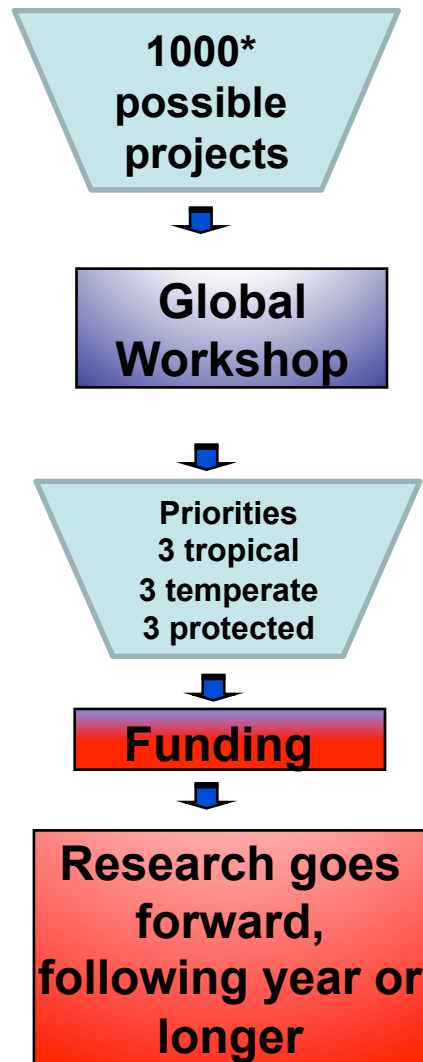 1000*
possible
projects
Global
Workshop
Priorities
3 tropical
3 temperate
3 protected
Funding
Research goes
forward,
following year or
longer